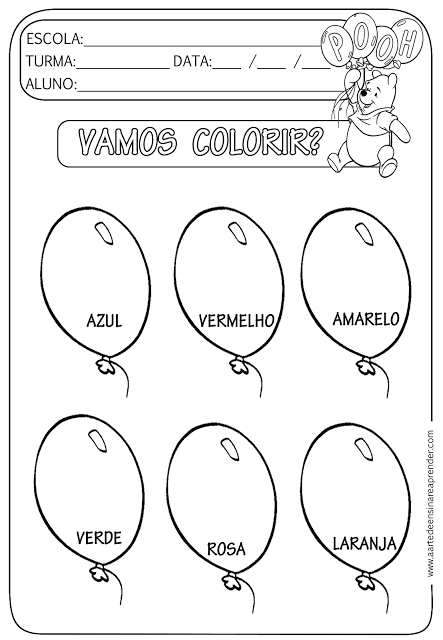 ESCOLA:
POOH
TURMA: DATA: / /
ALUNO:
VAMOS COLORIR?
AZUL
VERMELHO
AMARELO
VERDE
ROSA
LARANJA
www.aartedeensinareaprender.com